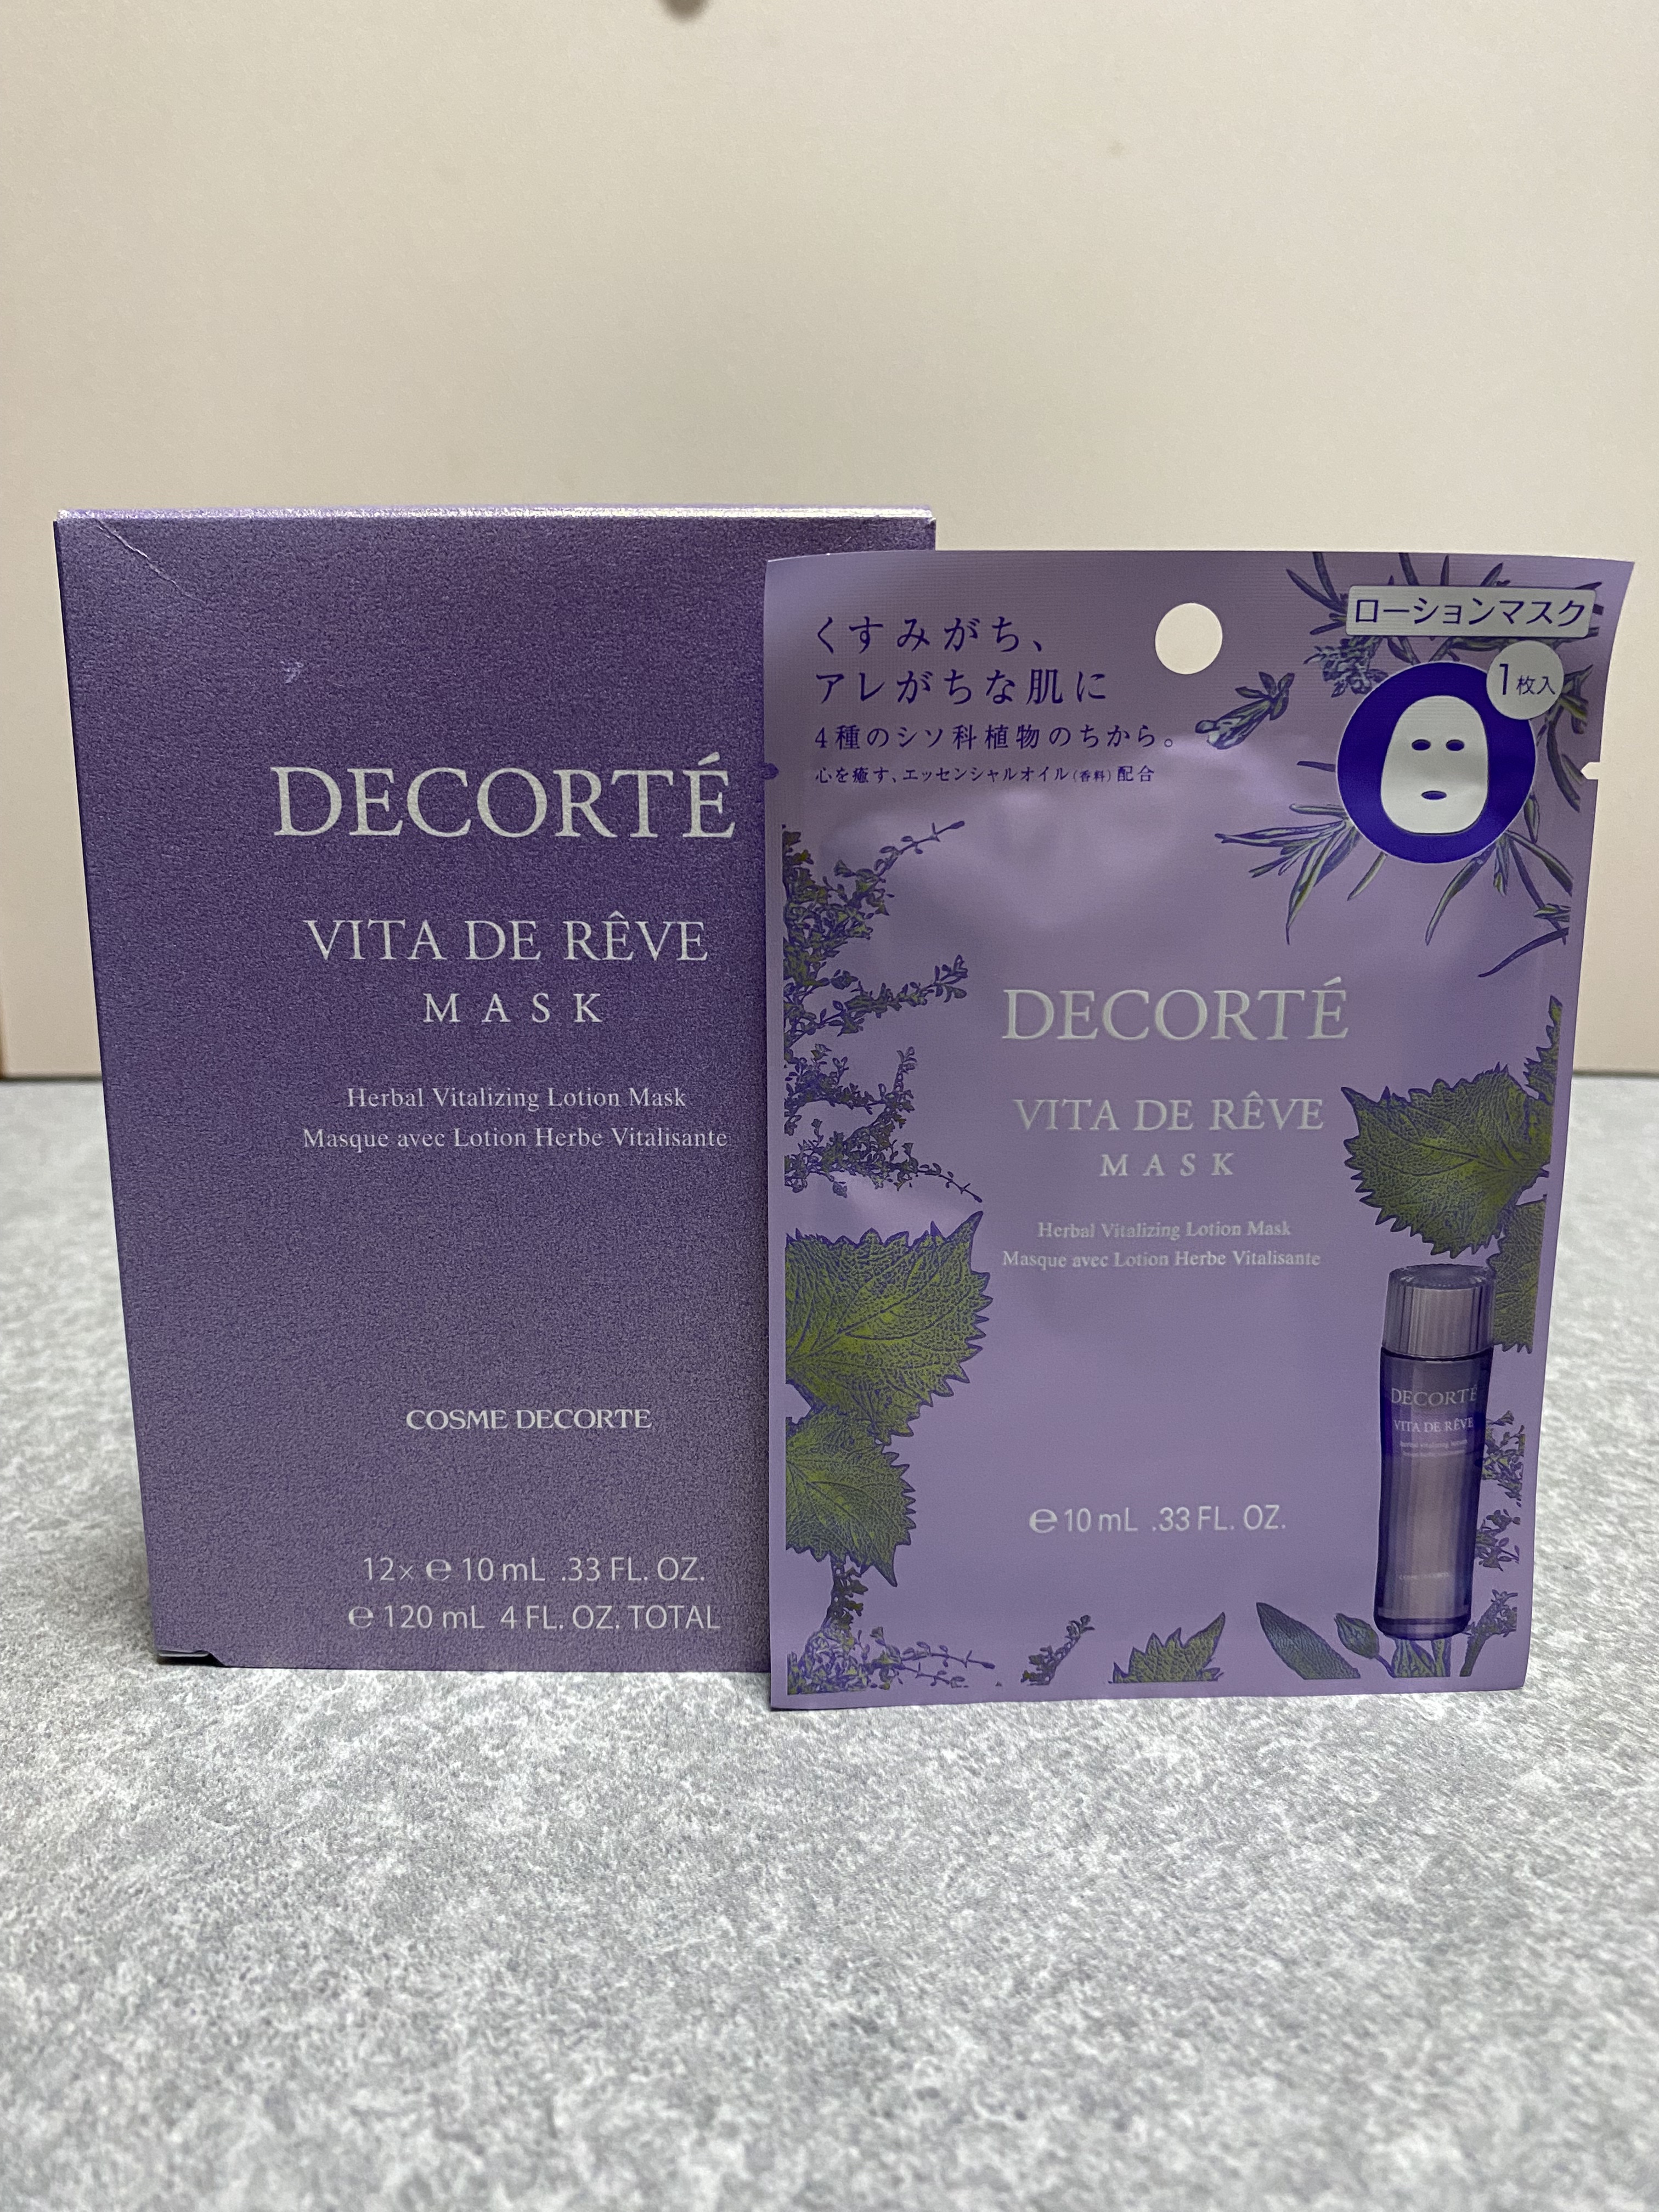 DECORTÉ
VITA DE RÊVE
MASK
Herbal Vitalizing Lotion Mask
Masque avec Lotion Herbe Vitalisante
COSME DECORTE
12× ℮ 10 mL .33 FL. OZ.
℮ 120 mL 4 FL. OZ. TOTAL
くすみがち、
アレがちな肌に
4種のシソ科植物のちから。
心を癒す、エッセンシャルオイル(香料)配合
ローションマスク
1枚入
DECORTÉ
VITA DE RÊVE
MASK
Herbal Vitalizing Lotion Mask
Masque avec Lotion Herbe Vitalisante
℮ 10 mL .33 FL. OZ.
DECORTÉ
VITA DE RÊVE